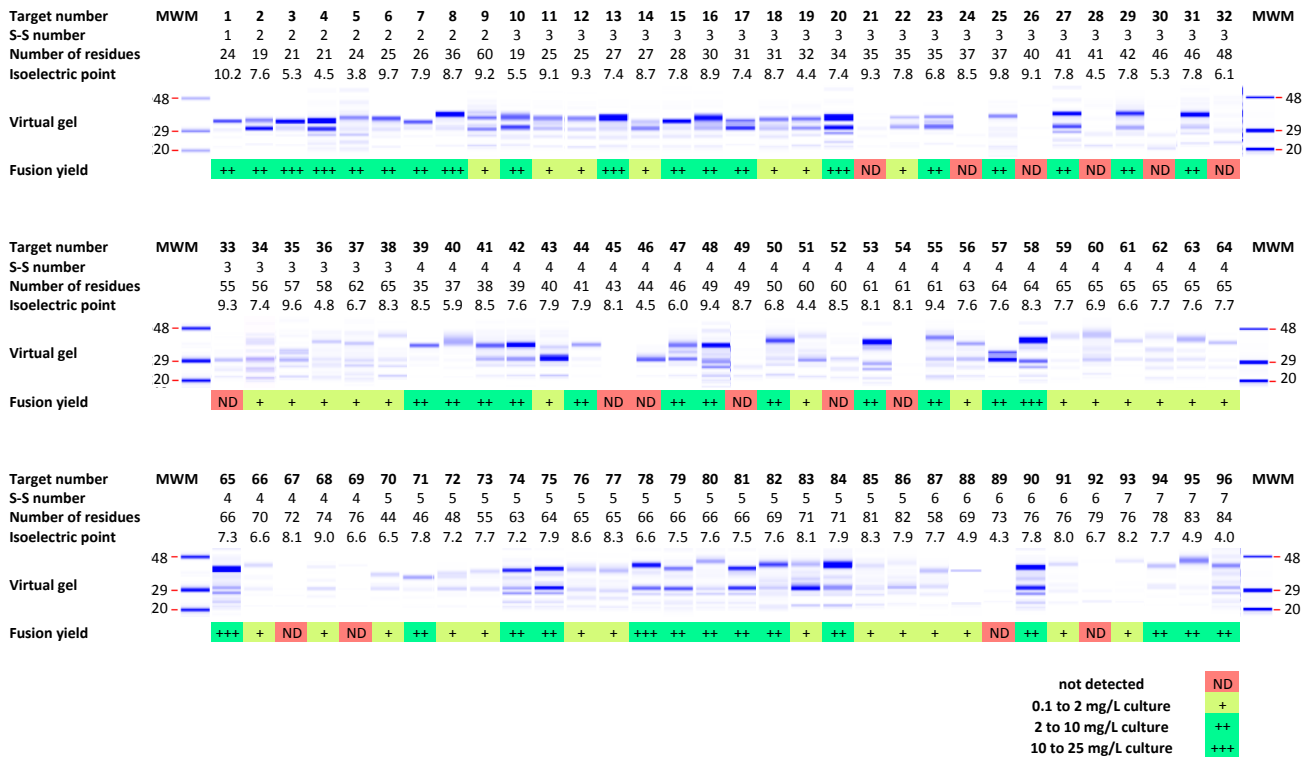 Target number MWM 1 2 3 4 5 6 7 8 9 10 11 12 13 14 15 16 17 18 19 20 21 22 23 24 25 26 27 28 29 30 31 32 MWM
S-S number 1 2 2 2 2 2 2 2 2 3 3 3 3 3 3 3 3 3 3 3 3 3 3 3 3 3 3 3 3 3 3 3
Number of residues 24 19 21 21 24 25 26 36 60 19 25 25 27 27 28 30 31 31 32 34 35 35 35 37 37 40 41 41 42 46 46 48
Isoelectric point 10.2 7.6 5.3 4.5 3.8 9.7 7.9 8.7 9.2 5.5 9.1 9.3 7.4 8.7 7.8 8.9 7.4 8.7 4.4 7.4 9.3 7.8 6.8 8.5 9.8 9.1 7.8 4.5 7.8 5.3 7.8 6.1
48 48
Virtual gel
29 29
20 20
Fusion yield ++ ++ +++ +++ ++ ++ ++ +++ + ++ + + +++ + ++ ++ ++ + + +++ ND + ++ ND ++ ND ++ ND ++ ND ++ ND
Target number MWM 33 34 35 36 37 38 39 40 41 42 43 44 45 46 47 48 49 50 51 52 53 54 55 56 57 58 59 60 61 62 63 64 MWM
S-S number 3 3 3 3 3 3 4 4 4 4 4 4 4 4 4 4 4 4 4 4 4 4 4 4 4 4 4 4 4 4 4 4
Number of residues 55 56 57 58 62 65 35 37 38 39 40 41 43 44 46 49 49 50 60 60 61 61 61 63 64 64 65 65 65 65 65 65
Isoelectric point 9.3 7.4 9.6 4.8 6.7 8.3 8.5 5.9 8.5 7.6 7.9 7.9 8.1 4.5 6.0 9.4 8.7 6.8 4.4 8.5 8.1 8.1 9.4 7.6 7.6 8.3 7.7 6.9 6.6 7.7 7.6 7.7
48 48
Virtual gel
29 29
20 20
Fusion yield ND + + + + + ++ ++ ++ ++ + ++ ND ND ++ ++ ND ++ + ND ++ ND ++ + ++ +++ + + + + + +
Target number MWM 65 66 67 68 69 70 71 72 73 74 75 76 77 78 79 80 81 82 83 84 85 86 87 88 89 90 91 92 93 94 95 96 MWM
S-S number 4 4 4 4 4 5 5 5 5 5 5 5 5 5 5 5 5 5 5 5 5 5 6 6 6 6 6 6 7 7 7 7
Number of residues 66 70 72 74 76 44 46 48 55 63 64 65 65 66 66 66 66 69 71 71 81 82 58 69 73 76 76 79 76 78 83 84
Isoelectric point 7.3 6.6 8.1 9.0 6.6 6.5 7.8 7.2 7.7 7.2 7.9 8.6 8.3 6.6 7.5 7.6 7.5 7.6 8.1 7.9 8.3 7.9 7.7 4.9 4.3 7.8 8.0 6.7 8.2 7.7 4.9 4.0
48 48
Virtual gel
29 29
20 20
Fusion yield +++ + ND + ND + ++ + + ++ ++ + + +++ ++ ++ ++ ++ + ++ + + + + ND ++ + ND + ++ ++ ++
not detected ND
0.1 to 2 mg/L culture +
2 to 10 mg/L culture ++
10 to 25 mg/L culture +++